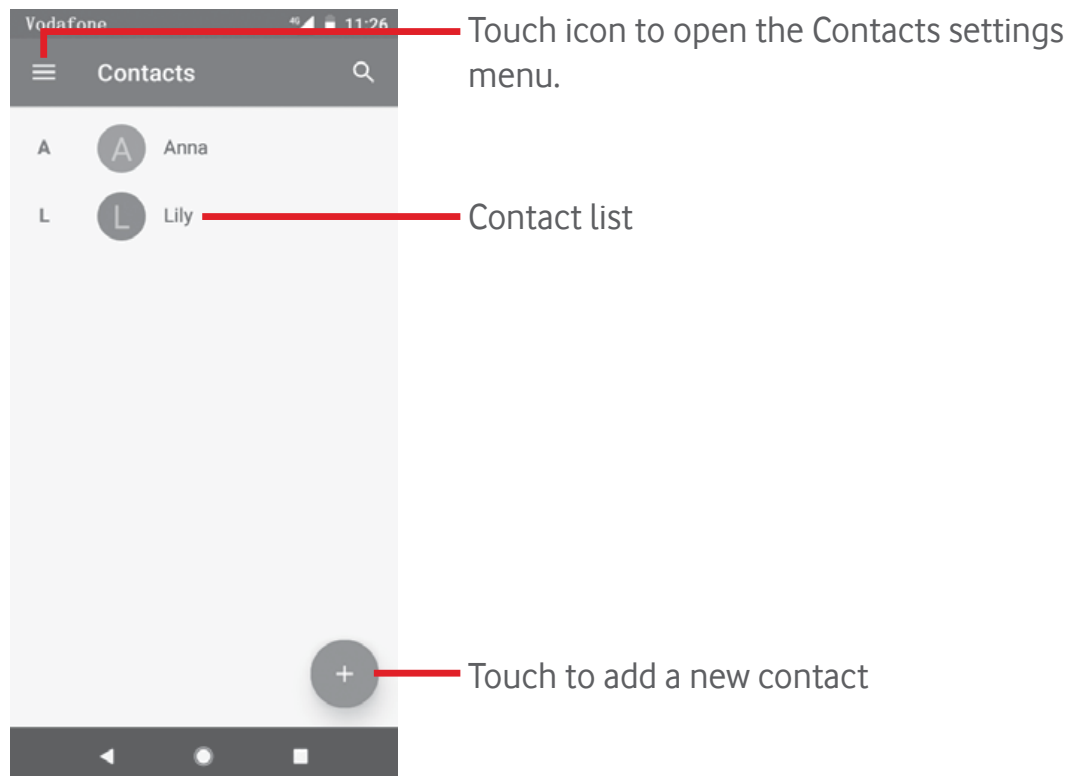 Vodafone 4G 11:26
Touch icon to open the Contacts settings
menu.
Contacts
A A Anna
L L Lily
Contact list
+
Touch to add a new contact